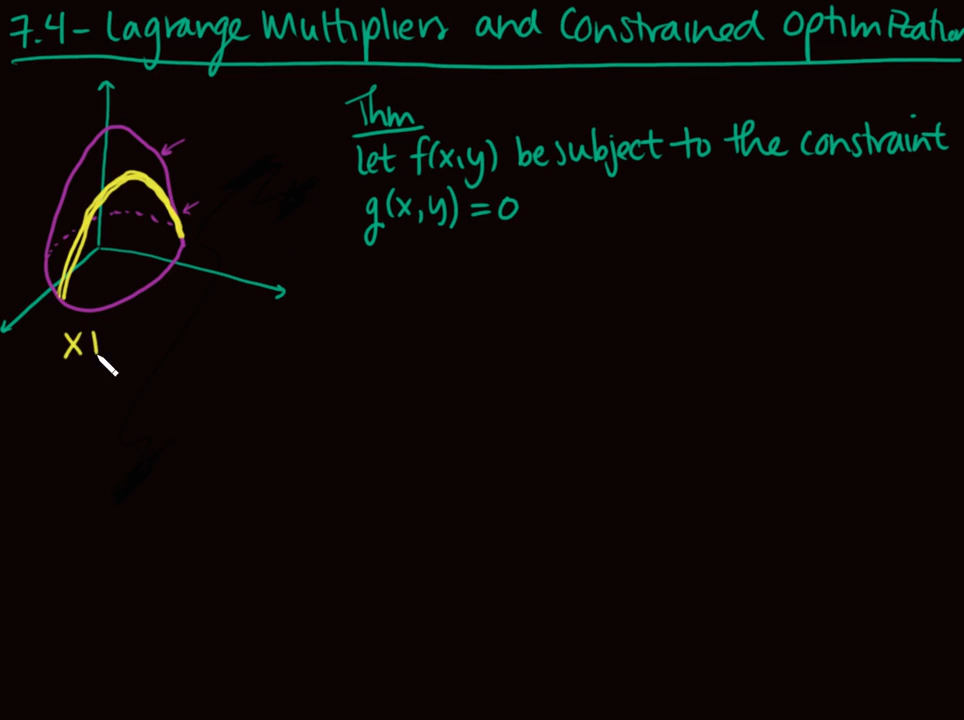 7.4 - Lagrange Multipliers and Constrained Optimization
Thm
let f(x,y) be subject to the constraint
g(x,y) = 0
X